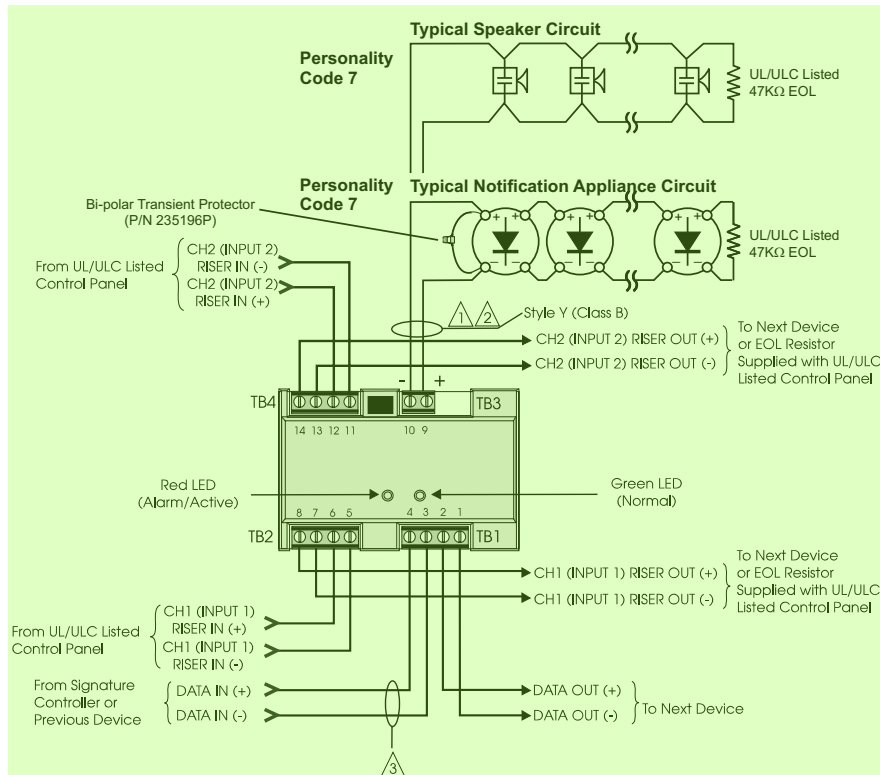 Typical Speaker Circuit
Personality
Code 7
UL/ULC Listed
47KΩ EOL
Personality
Code 7
Typical Notification Appliance Circuit
Bi-polar Transient Protector
(P/N 235196P)
+ +
+ +
+ +
– –
– –
– –
UL/ULC Listed
47KΩ EOL
From UL/ULC Listed
Control Panel
CH2 (INPUT 2)
RISER IN (-)
CH2 (INPUT 2)
RISER IN (+)
1
2
Style Y (Class B)
CH2 (INPUT 2) RISER OUT (+)
CH2 (INPUT 2) RISER OUT (-)
To Next Device
or EOL Resistor
Supplied with UL/ULC
Listed Control Panel
- +
TB4
TB3
14 13 12 11
10 9
Red LED
(Alarm/Active)
Green LED
(Normal)
8 7 6 5
4 3 2 1
TB2
TB1
CH1 (INPUT 1) RISER OUT (+)
CH1 (INPUT 1) RISER OUT (-)
To Next Device
or EOL Resistor
Supplied with UL/ULC
Listed Control Panel
From UL/ULC Listed
Control Panel
CH1 (INPUT 1)
RISER IN (+)
CH1 (INPUT 1)
RISER IN (-)
From Signature
Controller or
Previous Device
DATA IN (+)
DATA IN (-)
DATA OUT (+)
DATA OUT (-)
To Next Device
3